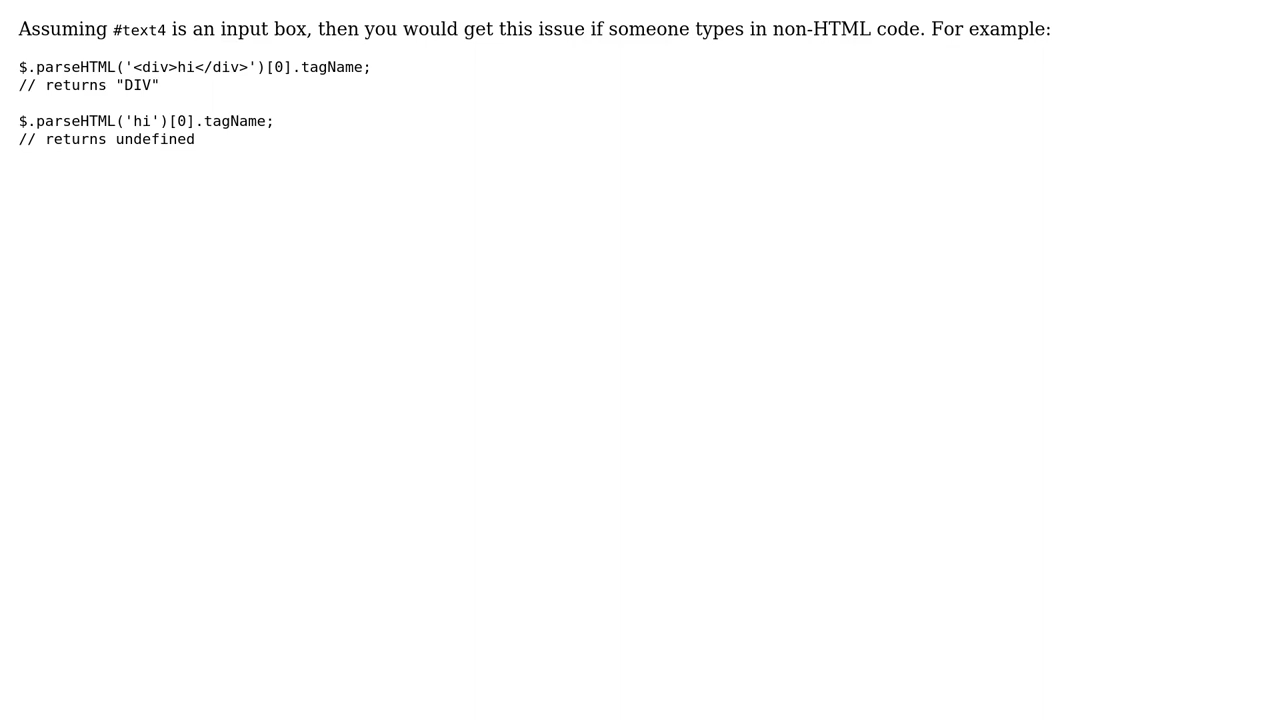 Assuming #text4 is an input box, then you would get this issue if someone types in non-HTML code. For example:
$.parseHTML('<div>hi</div>')[0].tagName;
// returns "DIV"
$.parseHTML('hi')[0].tagName;
// returns undefined